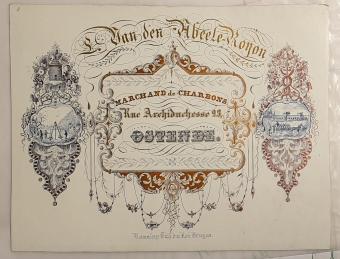 L. Van den Abeele-Royon
MARCHAND de CHARBONS
Rue Archiduchesse 23.
OSTENDE.